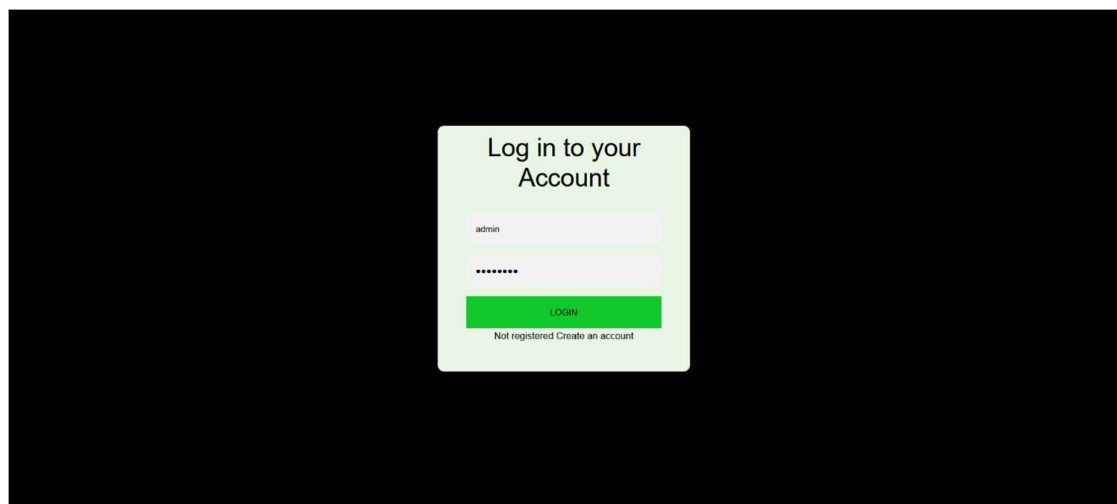 Log in to your
Account
admin
••••••••
LOGIN
Not registered Create an account